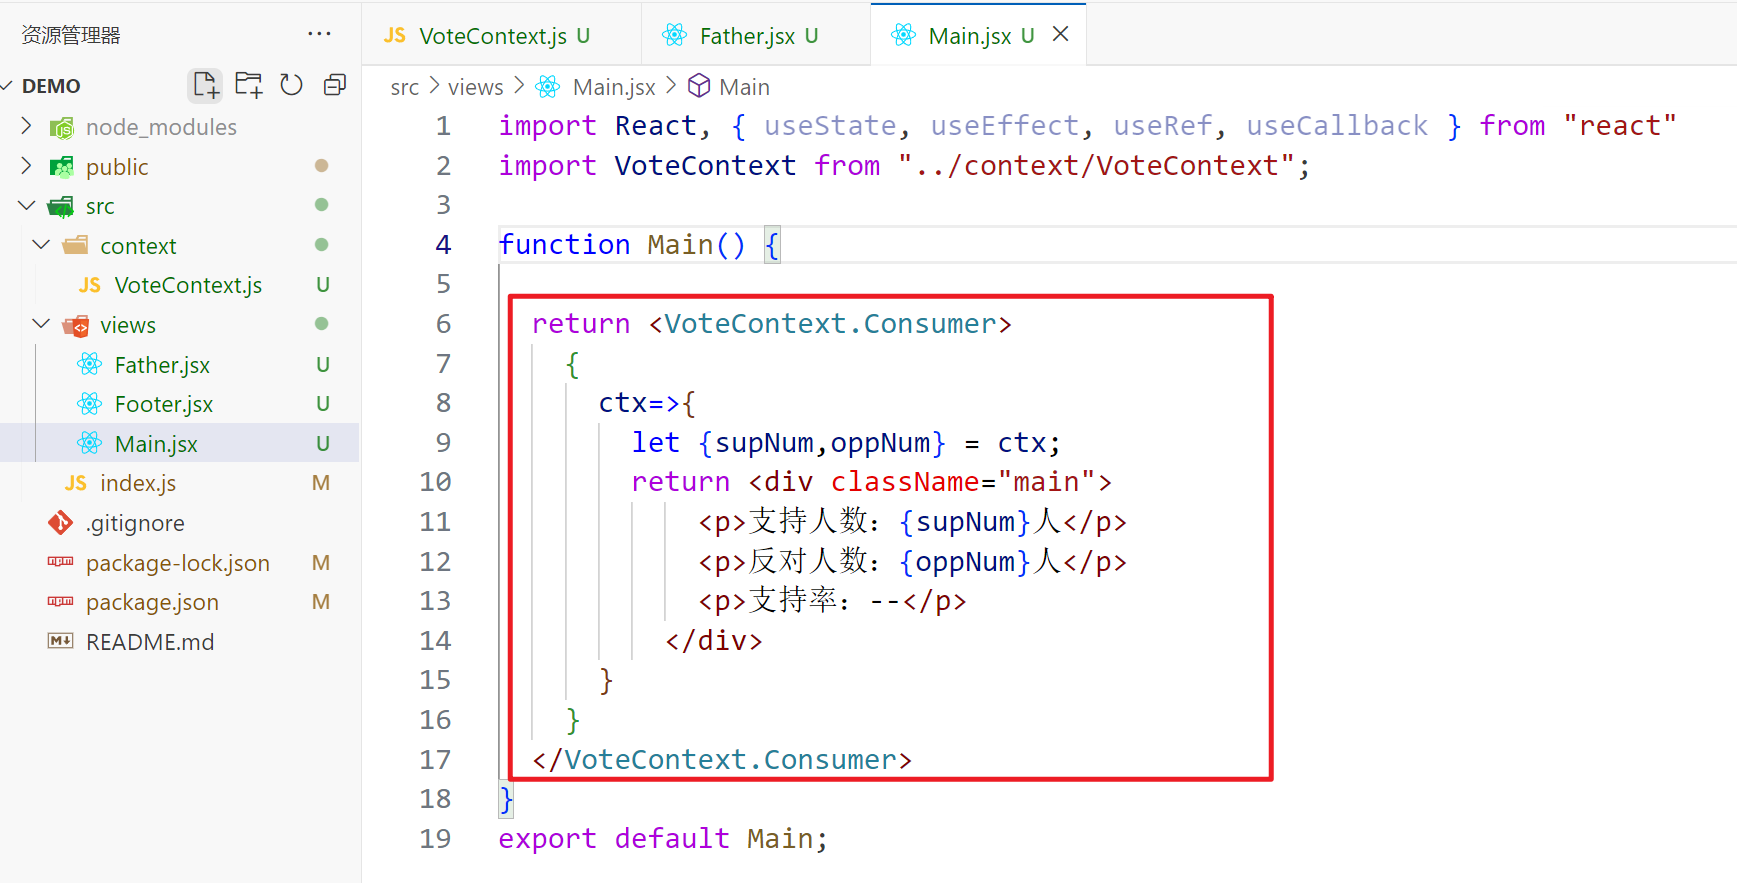 资源管理器 ···
DEMO
node_modules
public
src
context
JS VoteContext.js U
views
Father.jsx U
Footer.jsx U
Main.jsx U
JS index.js M
.gitignore
package-lock.json M
package.json M
README.md
JS VoteContext.js U
Father.jsx U
Main.jsx U
src > views > Main.jsx > Main
1 import React, { useState, useEffect, useRef, useCallback } from "react"
2 import VoteContext from "../context/VoteContext";
3
4 function Main() {
5
6 return <VoteContext.Consumer>
7 {
8 ctx=>{
9 let {supNum,oppNum} = ctx;
10 return <div className="main">
11 <p>支持人数：{supNum}人</p>
12 <p>反对人数：{oppNum}人</p>
13 <p>支持率：--</p>
14 </div>
15 }
16 }
17 </VoteContext.Consumer>
18 }
19 export default Main;